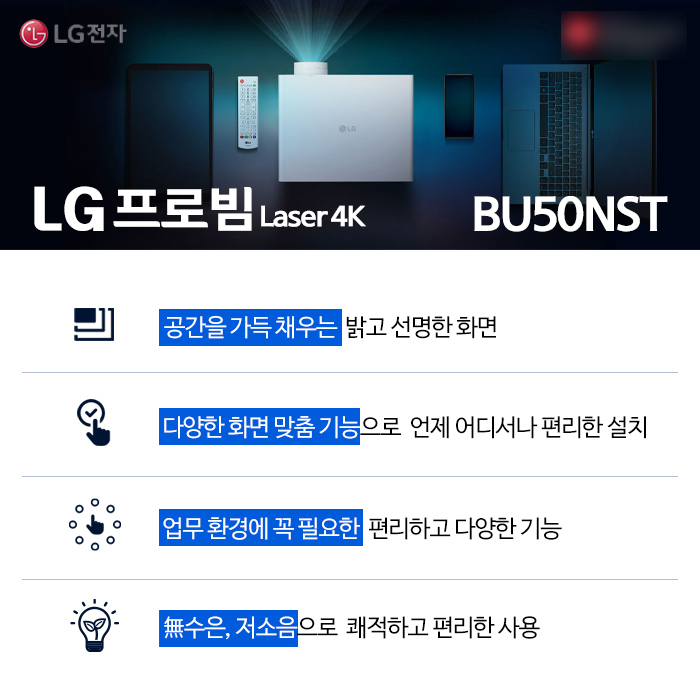 LG전자
LG
LG프로빔 Laser 4K
BU50NST
공간을 가득 채우는 밝고 선명한 화면
다양한 화면 맞춤 기능으로 언제 어디서나 편리한 설치
업무 환경에 꼭 필요한 편리하고 다양한 기능
無수은, 저소음으로 쾌적하고 편리한 사용